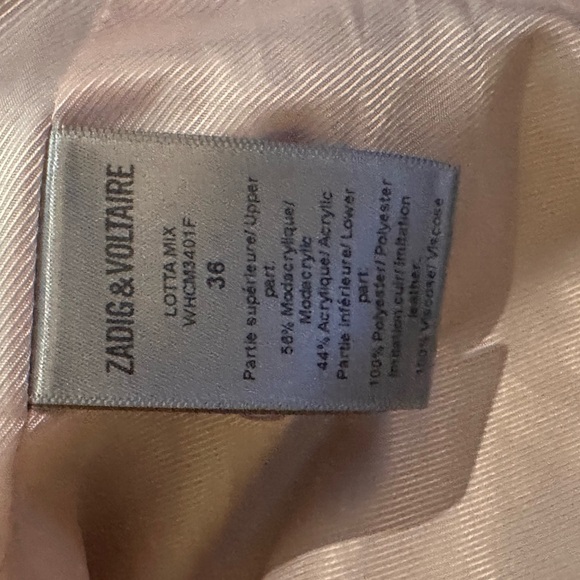 ZADIG & VOLTAIRE
LOTTA MIX
WHCM3401F
36
Partie supérieure/ Upper
part:
56% Modacrylique/
Modacrylic
44% Acrylique/ Acrylic
Partie inférieure/ Lower
part:
100% Polyester/ Polyester
Imitation cuir/ Imitation
leather:
100% Viscose/ Viscose